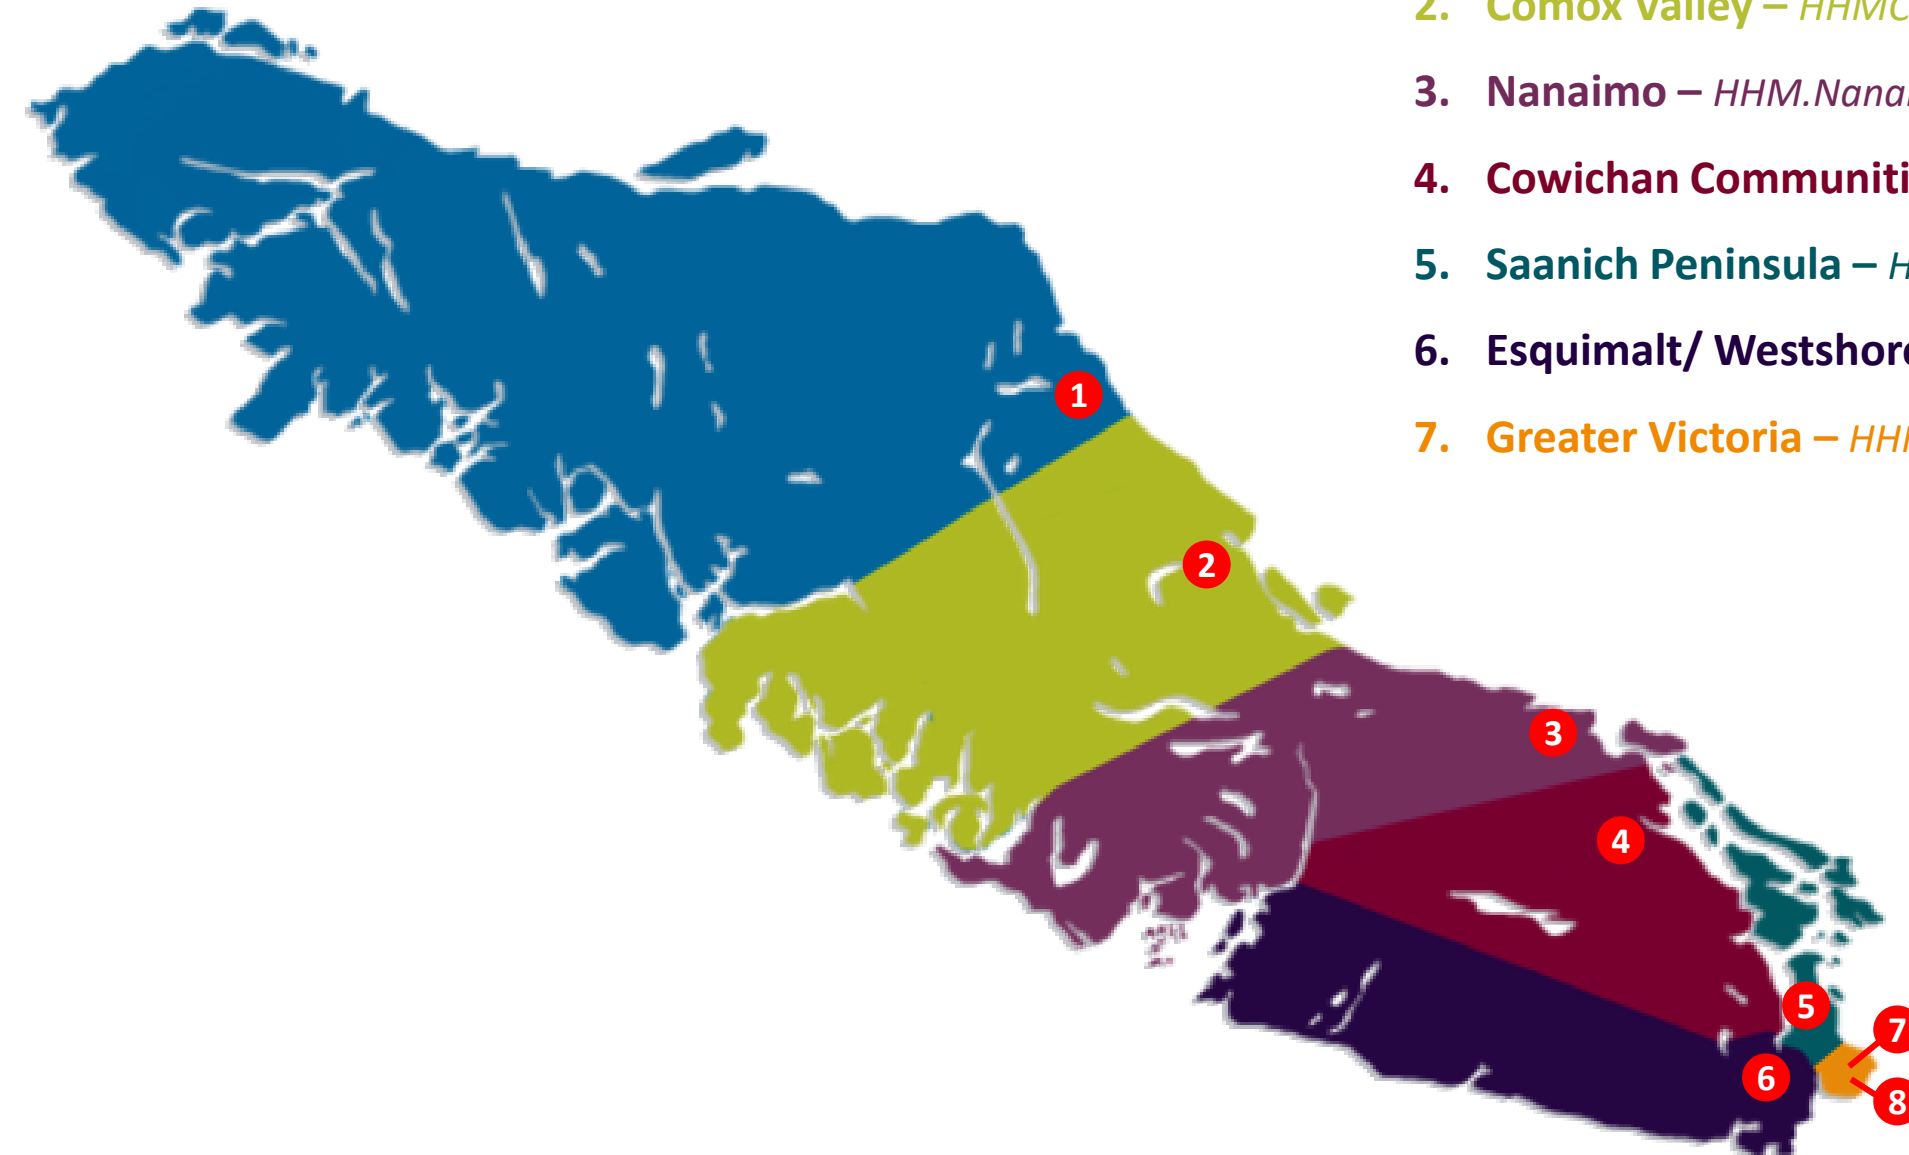 2. Comox Valley – HHMC
3. Nanaimo – HHM.Nana
4. Cowichan Communiti
5. Saanich Peninsula – H
6. Esquimalt/ Westshore
7. Greater Victoria – HH
1
2
3
4
5
7
6
8